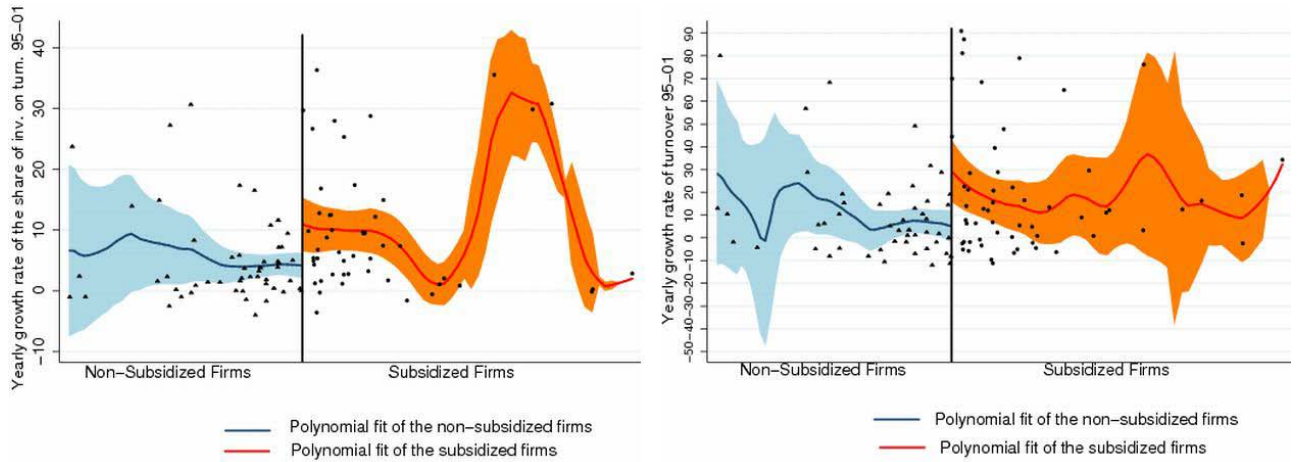 Yearly growth rate of the share of inv. on turn. 95−01
40
30
20
10
0
−10
Non−Subsidized Firms
Subsidized Firms
Polynomial fit of the non−subsidized firms
Polynomial fit of the subsidized firms
Yearly growth rate of turnover 95−01
90
80
70
60
50
40
30
20
10
0
−10
−20
−30
−40
−50
Non−Subsidized Firms
Subsidized Firms
Polynomial fit of the non−subsidized firms
Polynomial fit of the subsidized firms